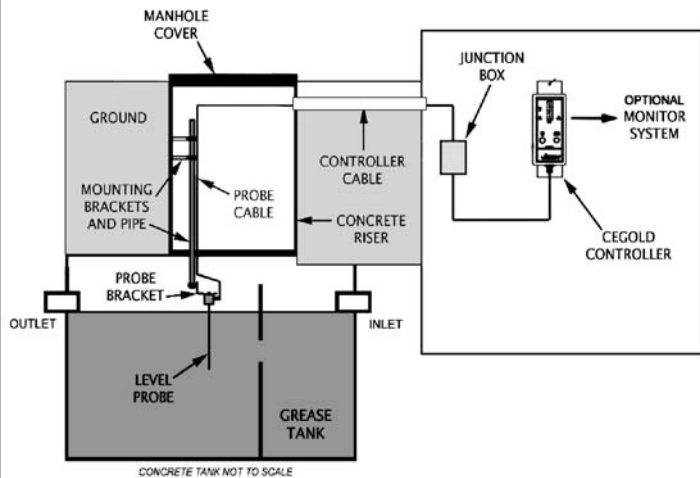 MANHOLE
COVER
GROUND
MOUNTING
BRACKETS
AND PIPE
PROBE
CABLE
CONTROLLER
CABLE
CONCRETE
RISER
JUNCTION
BOX
OPTIONAL
MONITOR
SYSTEM
CEGOLD
CONTROLLER
PROBE
BRACKET
OUTLET
INLET
LEVEL
PROBE
GREASE
TANK
CONCRETE TANK NOT TO SCALE